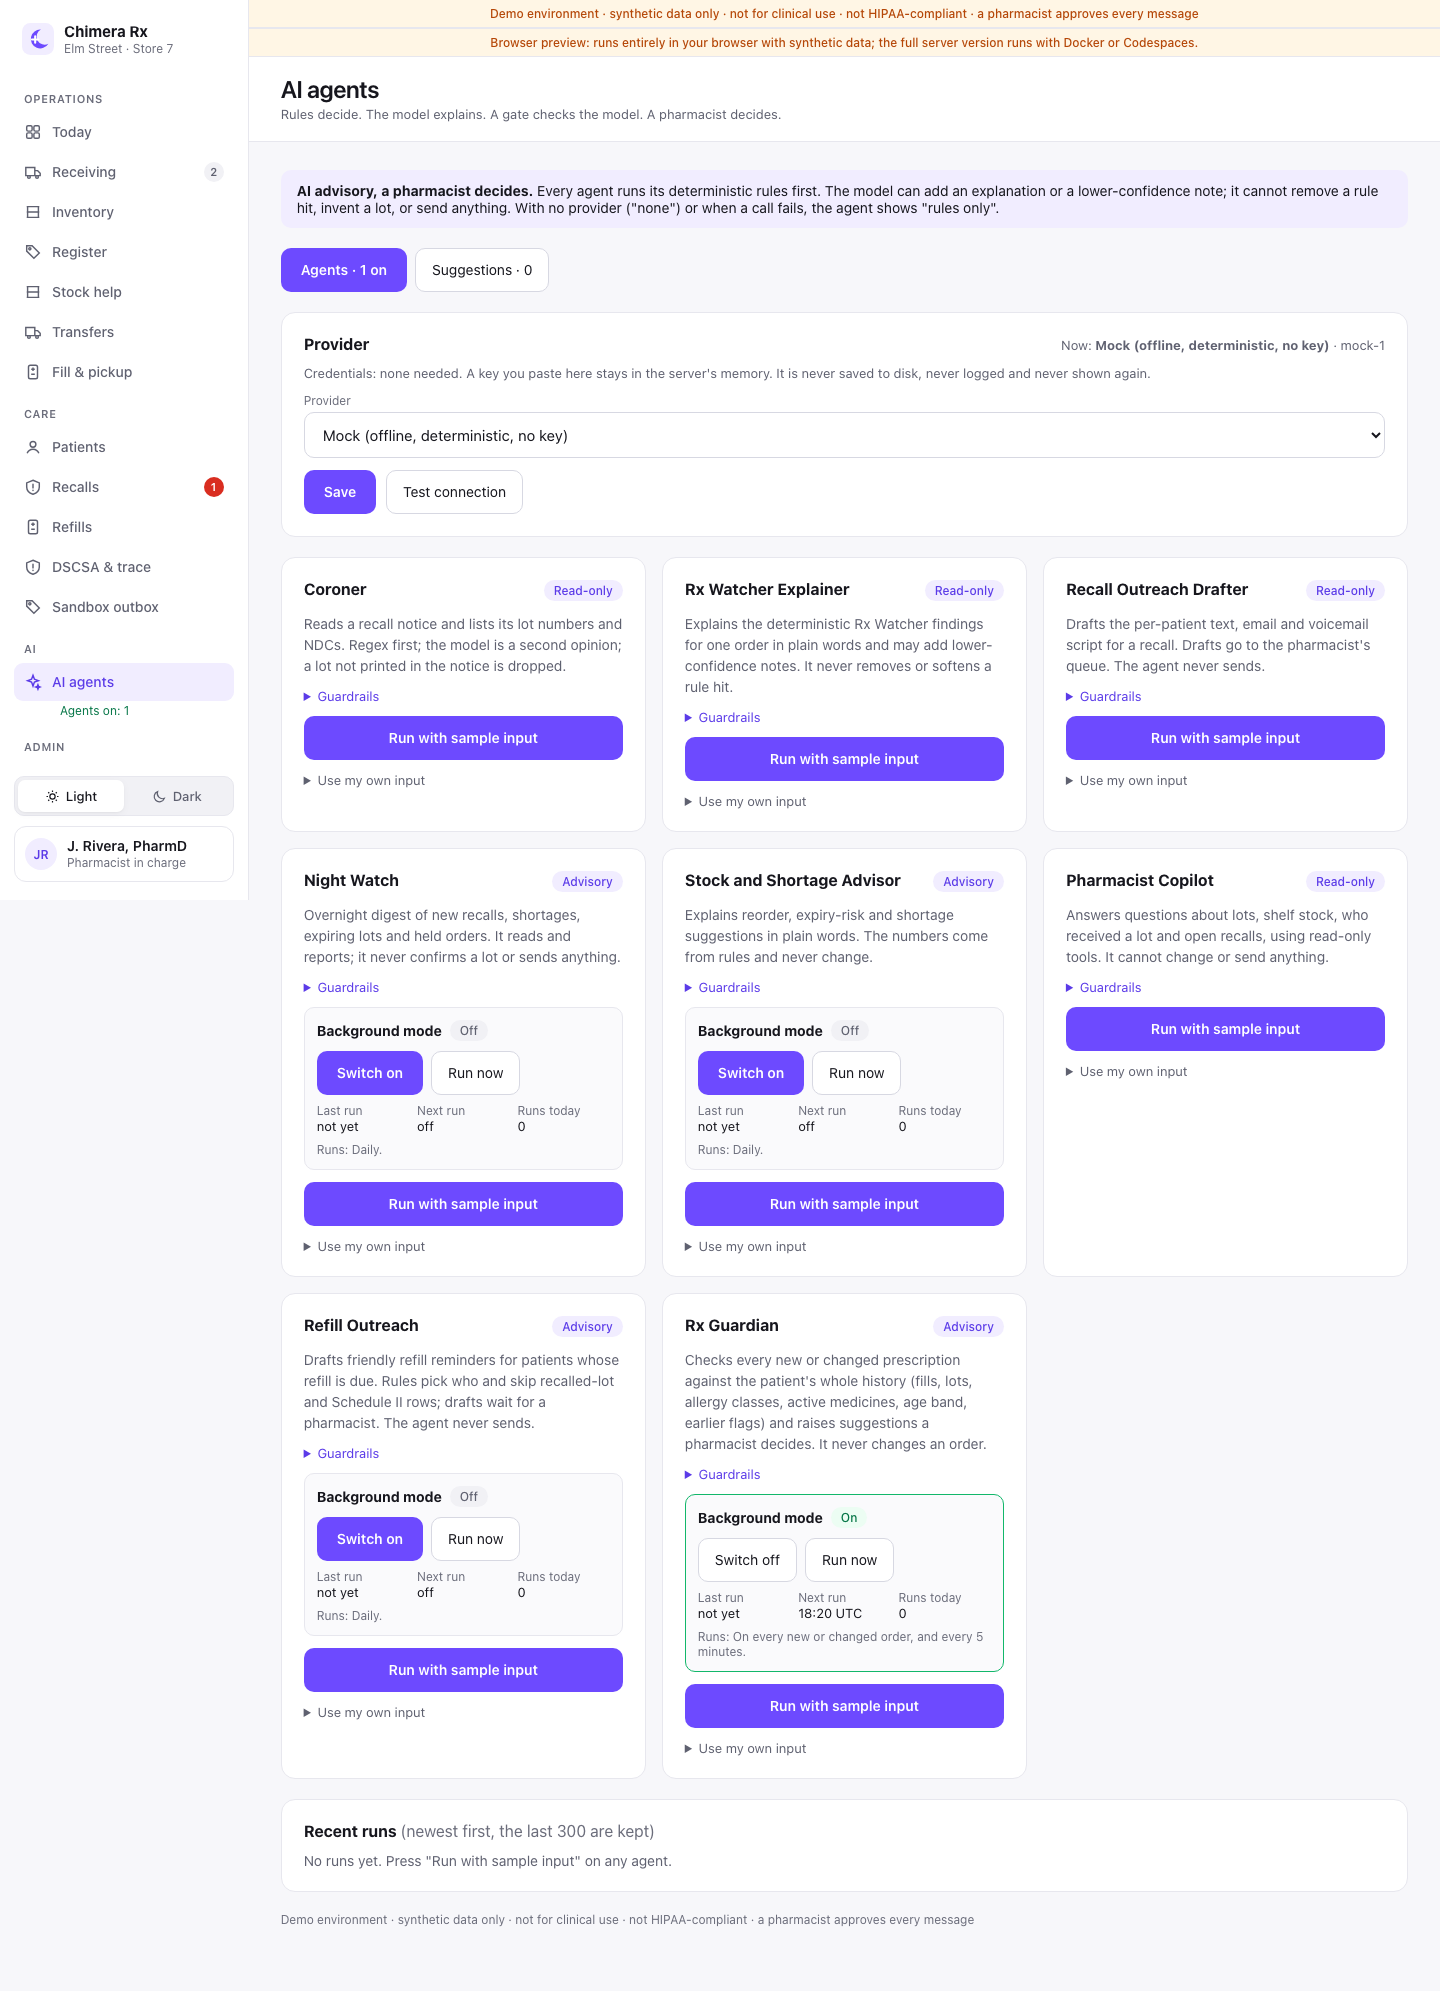 Chimera Rx
Elm Street · Store 7
OPERATIONS
Today
Receiving
2
Inventory
Register
Stock help
Transfers
Fill & pickup
CARE
Patients
Recalls
1
Refills
DSCSA & trace
Sandbox outbox
AI
AI agents
Agents on: 1
ADMIN
Light
Dark
JR
J. Rivera, PharmD
Pharmacist in charge
Demo environment · synthetic data only · not for clinical use · not HIPAA-compliant · a pharmacist approves every message
Browser preview: runs entirely in your browser with synthetic data; the full server version runs with Docker or Codespaces.
AI agents
Rules decide. The model explains. A gate checks the model. A pharmacist decides.
AI advisory, a pharmacist decides. Every agent runs its deterministic rules first. The model can add an explanation or a lower-confidence note; it cannot remove a rule
hit, invent a lot, or send anything. With no provider ("none") or when a call fails, the agent shows "rules only".
Agents · 1 on
Suggestions · 0
Provider
Now: Mock (offline, deterministic, no key) · mock-1
Credentials: none needed. A key you paste here stays in the server's memory. It is never saved to disk, never logged and never shown again.
Provider
Mock (offline, deterministic, no key)
Save
Test connection
Coroner
Read-only
Reads a recall notice and lists its lot numbers and
NDCs. Regex first; the model is a second opinion;
a lot not printed in the notice is dropped.
Guardrails
Run with sample input
Use my own input
Rx Watcher Explainer
Read-only
Explains the deterministic Rx Watcher findings
for one order in plain words and may add lower-
confidence notes. It never removes or softens a
rule hit.
Guardrails
Run with sample input
Use my own input
Recall Outreach Drafter
Read-only
Drafts the per-patient text, email and voicemail
script for a recall. Drafts go to the pharmacist's
queue. The agent never sends.
Guardrails
Run with sample input
Use my own input
Night Watch
Advisory
Overnight digest of new recalls, shortages,
expiring lots and held orders. It reads and
reports; it never confirms a lot or sends anything.
Guardrails
Background mode
Off
Switch on
Run now
Last run
Next run
Runs today
not yet
off
0
Runs: Daily.
Run with sample input
Use my own input
Stock and Shortage Advisor
Advisory
Explains reorder, expiry-risk and shortage
suggestions in plain words. The numbers come
from rules and never change.
Guardrails
Background mode
Off
Switch on
Run now
Last run
Next run
Runs today
not yet
off
0
Runs: Daily.
Run with sample input
Use my own input
Pharmacist Copilot
Read-only
Answers questions about lots, shelf stock, who
received a lot and open recalls, using read-only
tools. It cannot change or send anything.
Guardrails
Run with sample input
Use my own input
Refill Outreach
Advisory
Drafts friendly refill reminders for patients whose
refill is due. Rules pick who and skip recalled-lot
and Schedule II rows; drafts wait for a
pharmacist. The agent never sends.
Guardrails
Background mode
Off
Switch on
Run now
Last run
Next run
Runs today
not yet
off
0
Runs: Daily.
Run with sample input
Use my own input
Rx Guardian
Advisory
Checks every new or changed prescription
against the patient's whole history (fills, lots,
allergy classes, active medicines, age band,
earlier flags) and raises suggestions a
pharmacist decides. It never changes an order.
Guardrails
Background mode
On
Switch off
Run now
Last run
Next run
Runs today
not yet
18:20 UTC
0
Runs: On every new or changed order, and every 5
minutes.
Run with sample input
Use my own input
Recent runs (newest first, the last 300 are kept)
No runs yet. Press "Run with sample input" on any agent.
Demo environment · synthetic data only · not for clinical use · not HIPAA-compliant · a pharmacist approves every message